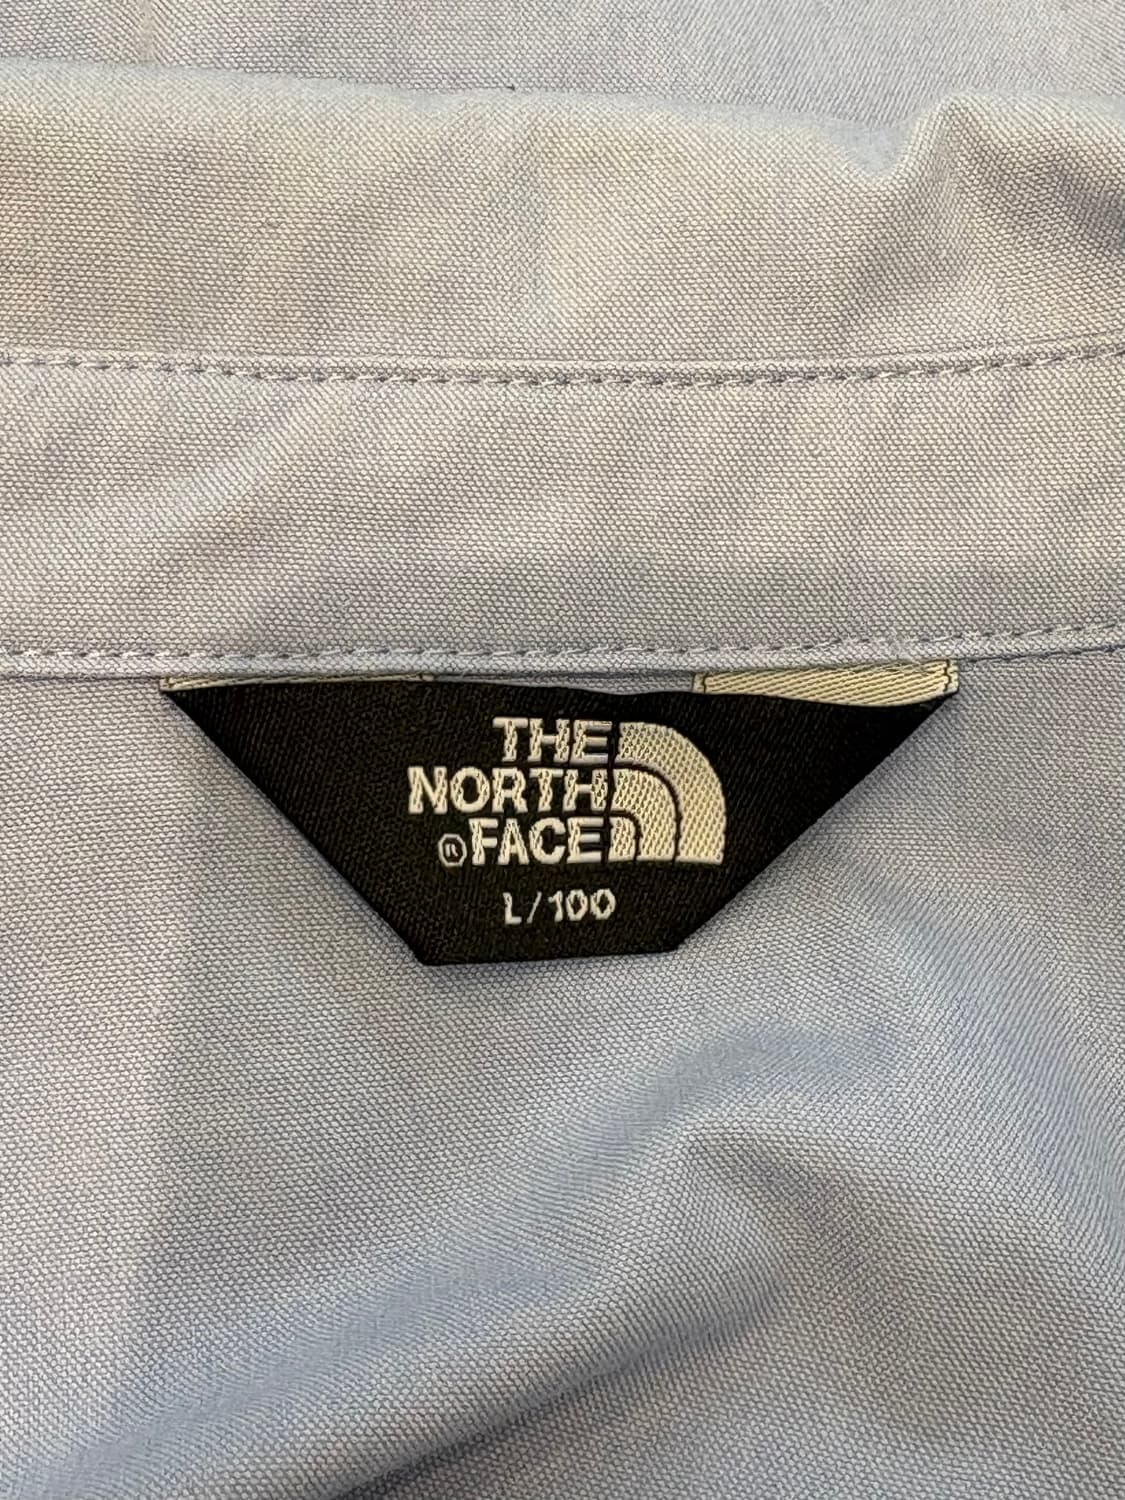 THE
NORTH
® FACE
L/100